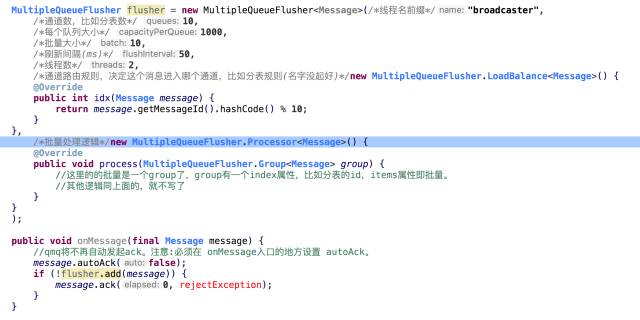 MultipleQueueFlusher flusher = new MultipleQueueFlusher<Message>(/*线程名前缀*/ name: "broadcaster",
/*通道数，比如分表数*/ queues: 10,
/*每个队列大小*/ capacityPerQueue: 1000,
/*批量大小*/ batch: 10,
/*刷新间隔(ms)*/ flushInterval: 50,
/*线程数*/ threads: 2,
/*通道路由规则，决定这个消息进入哪个通道，比如分表规则(名字没起好)*/new MultipleQueueFlusher.LoadBalance<Message>() {
@Override
public int idx(Message message) {
return message.getMessageId().hashCode() % 10;
}
},
/*批量处理逻辑*/new MultipleQueueFlusher.Processor<Message>() {
@Override
public void process(MultipleQueueFlusher.Group<Message> group) {
//这里的的批量是一个group了，group有一个index属性，比如分表的id，items属性即批量。
//其他逻辑同上面的，就不写了
}
}
);
public void onMessage(final Message message) {
//qmq将不再自动发起ack。注意:必须在 onMessage入口的地方设置 autoAck。
message.autoAck( auto: false);
if (!flusher.add(message)) {
message.ack( elapsed: 0, rejectException);
}
}